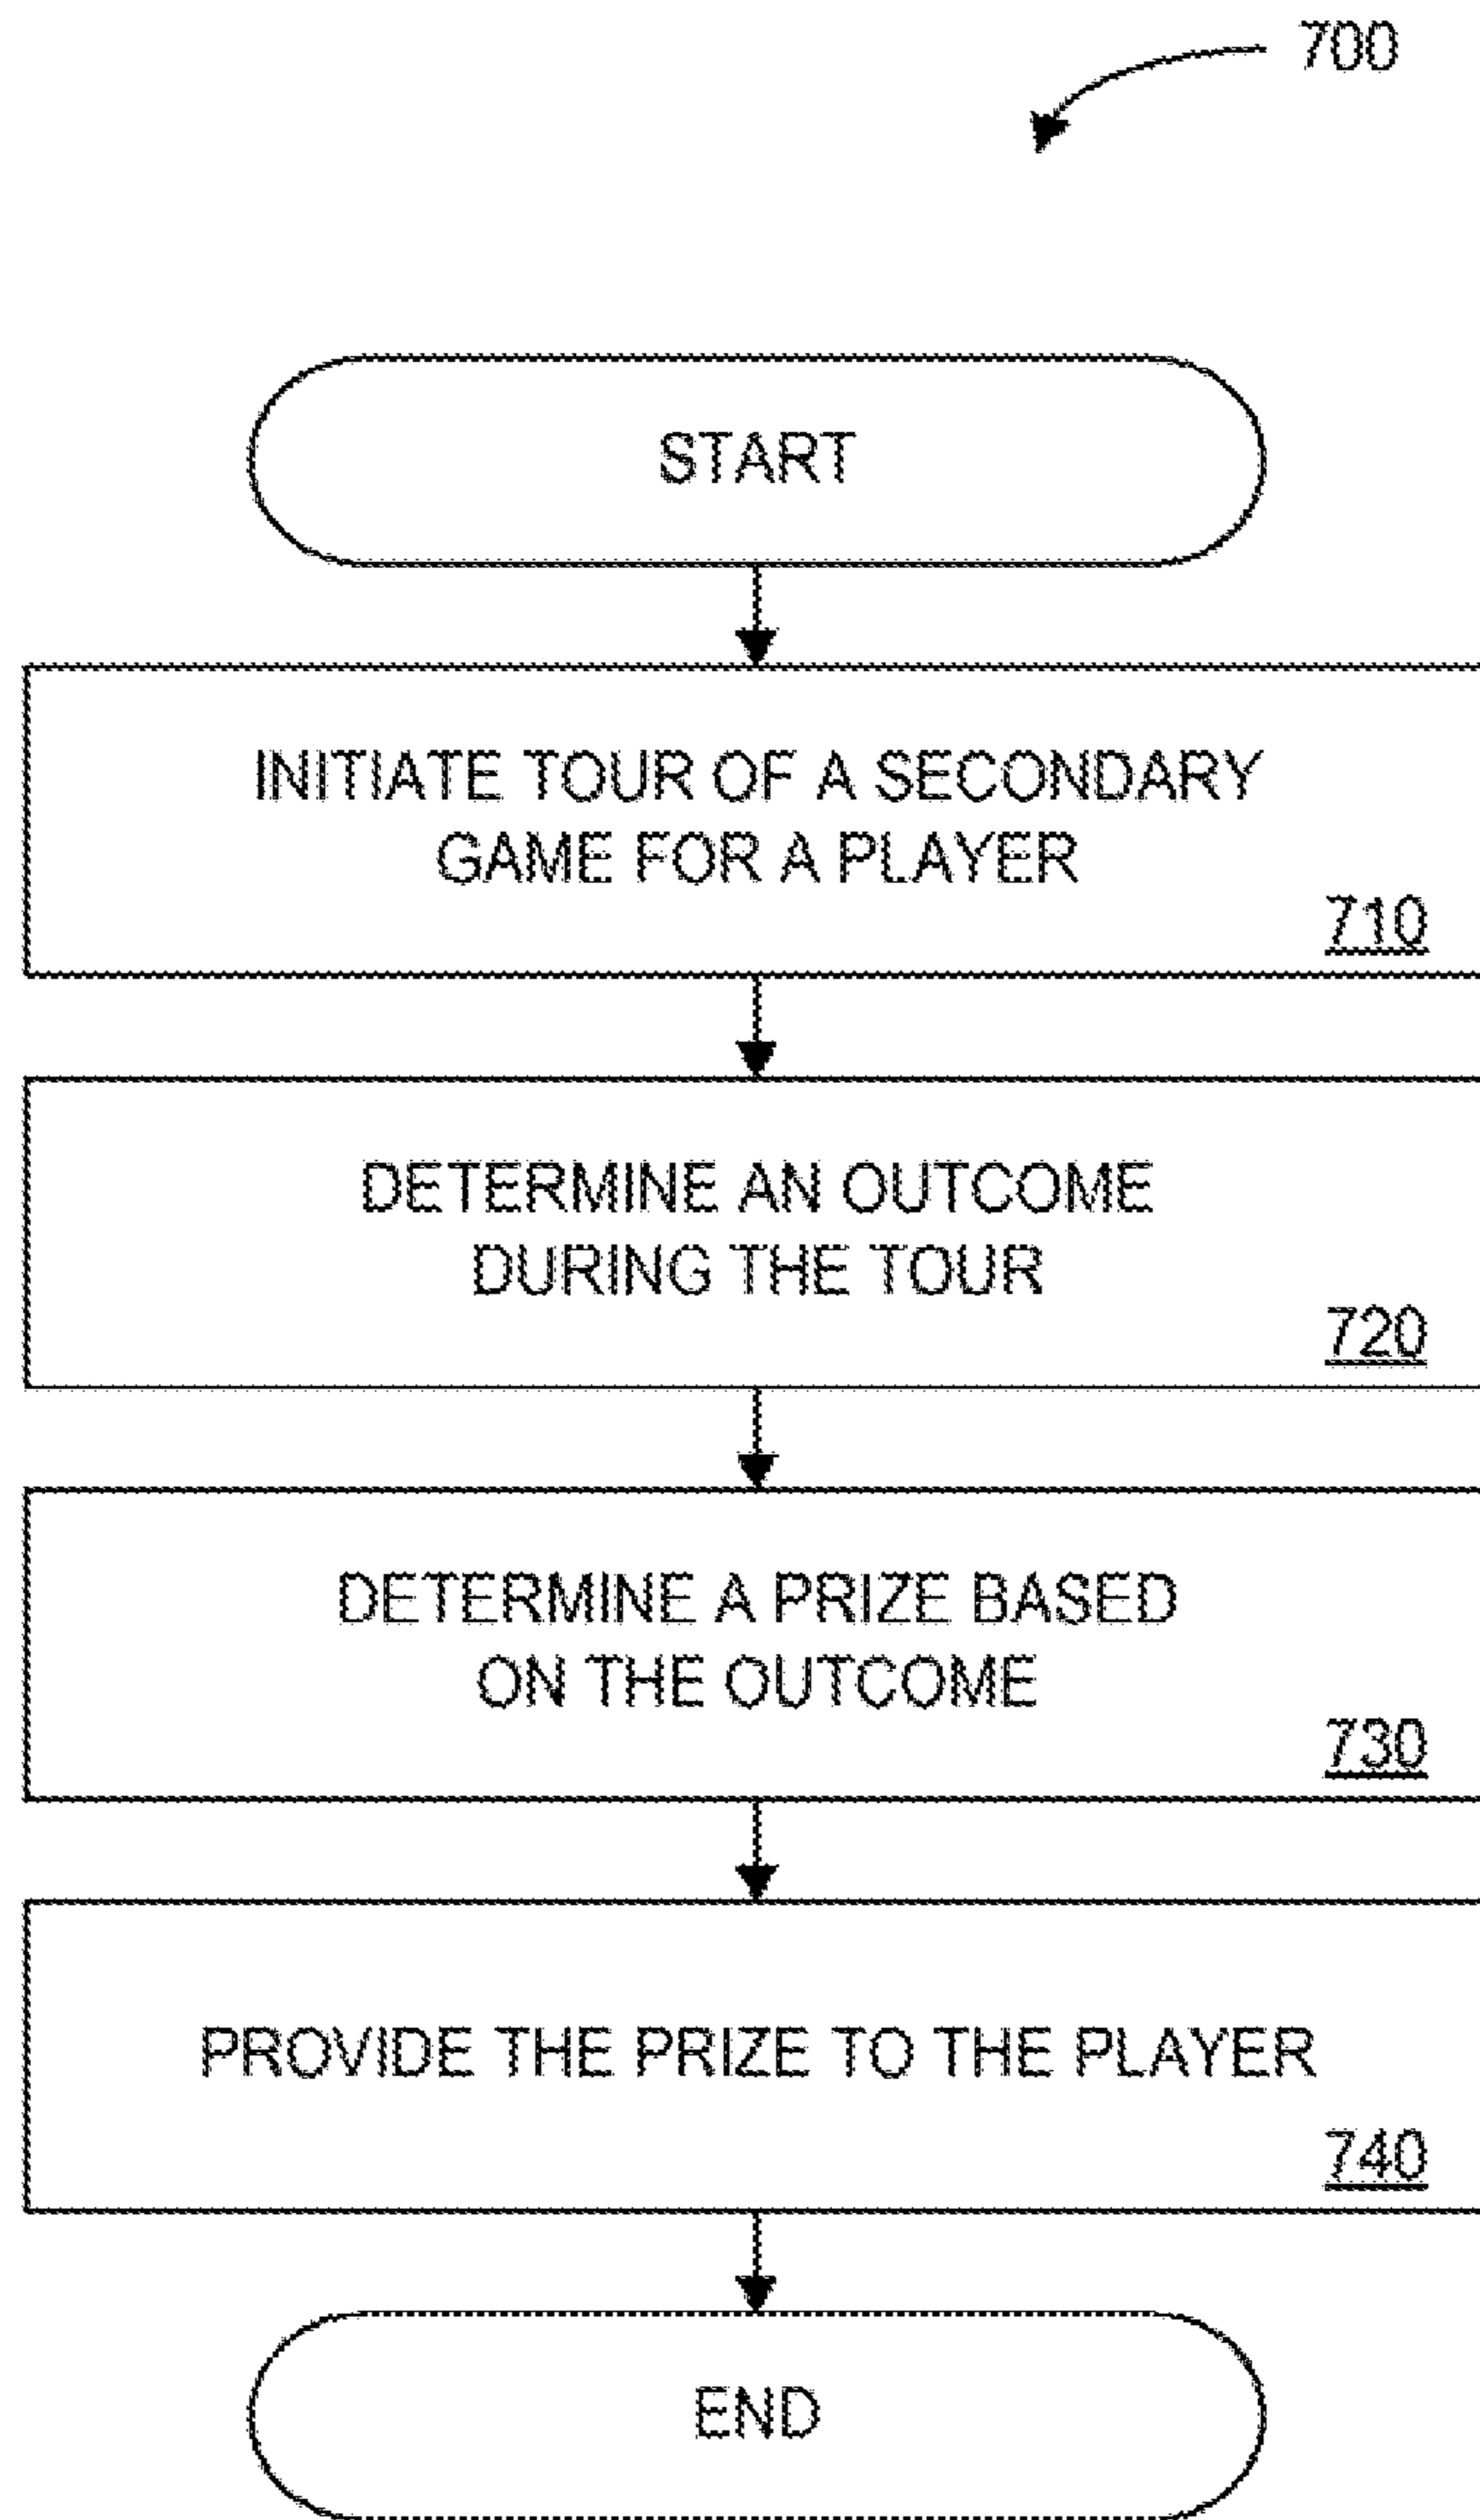 700
START
INITIATE TOUR OF A SECONDARY
GAME FOR A PLAYER
710
DETERMINE AN OUTCOME
DURING THE TOUR
720
DETERMINE A PRIZE BASED
ON THE OUTCOME
730
PROVIDE THE PRIZE TO THE PLAYER
740
END